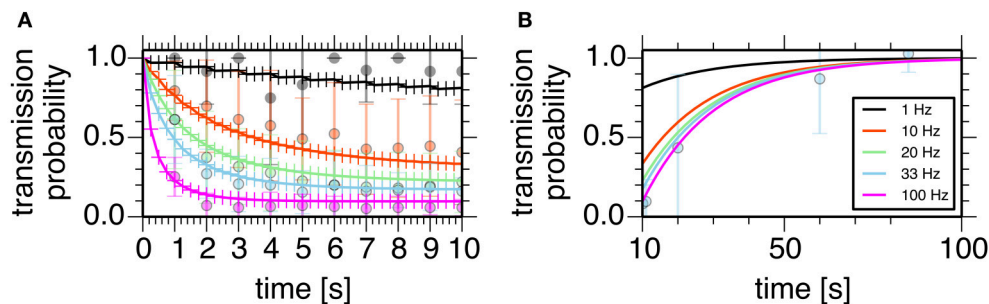 A
transmission
probability
1.0
0.5
0.0
0 1 2 3 4 5 6 7 8 9 10
time [s]
B
transmission
probability
1.0
0.5
0.0
10 50 100
time [s]
1 Hz
10 Hz
20 Hz
33 Hz
100 Hz